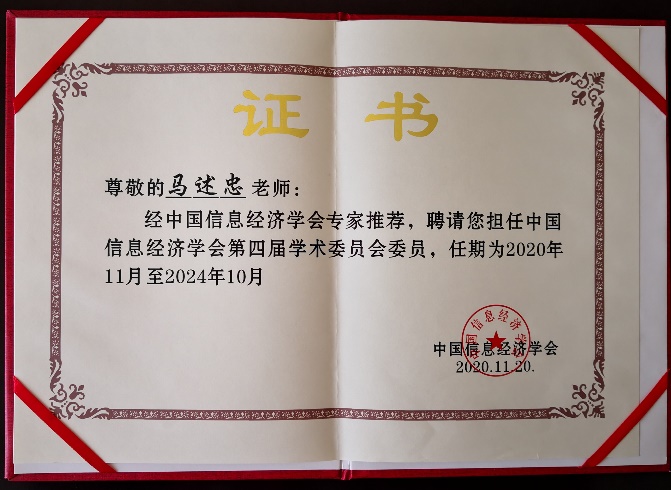 证书
尊敬的马述忠老师：
经中国信息经济学会专家推荐，聘请您担任中国
信息经济学会第四届学术委员会委员，任期为2020年
11月至2024年10月
中国信息经济学会
中国信息经济学会
2020.11.20.